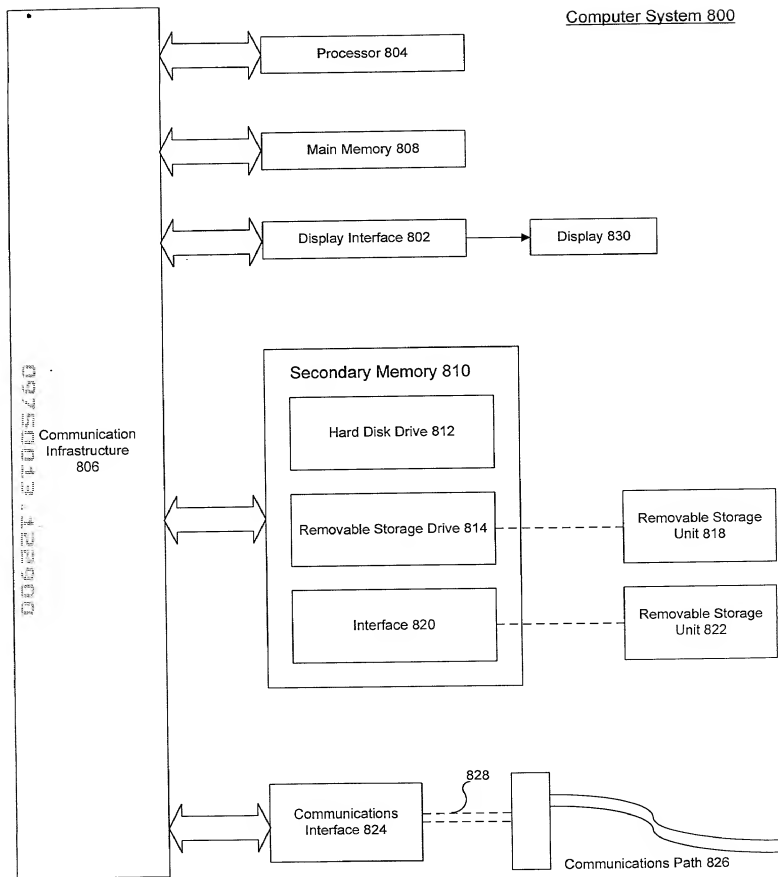 Computer System 800
Processor 804
Main Memory 808
Display Interface 802
Display 830
Secondary Memory 810
Hard Disk Drive 812
Communication
Infrastructure
806
Removable Storage Drive 814
Removable Storage
Unit 818
Interface 820
Removable Storage
Unit 822
828
Communications
Interface 824
Communications Path 826